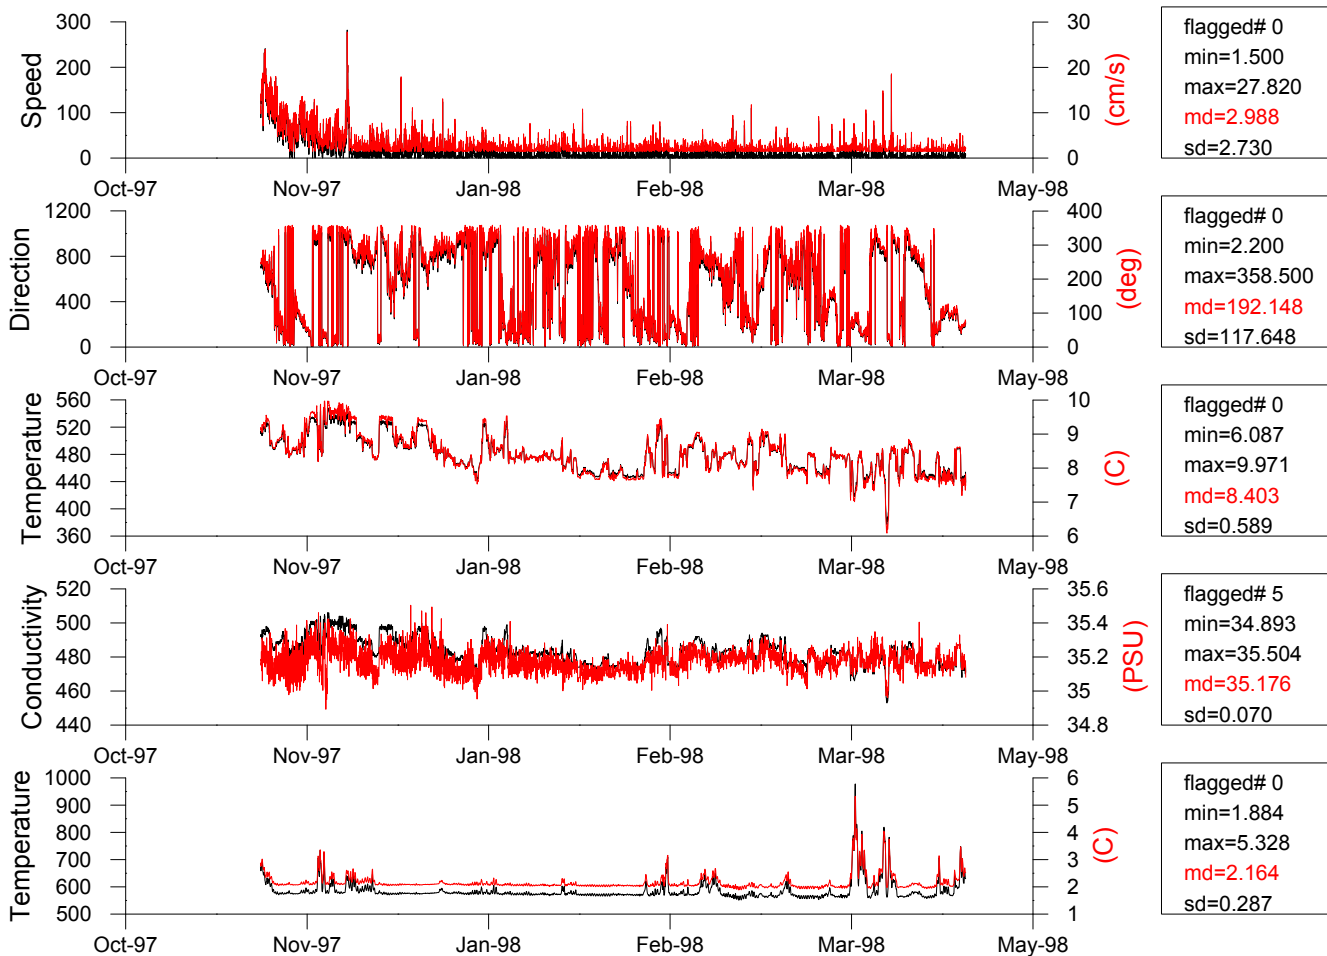 300
200
100
0
Speed
30
20
10
0
(cm/s)
Oct-97 Nov-97 Jan-98 Feb-98 Mar-98 May-98
flagged# 0
min=1.500
max=27.820
md=2.988
sd=2.730
1200
800
400
0
Direction
400
300
200
100
0
(deg)
Oct-97 Nov-97 Jan-98 Feb-98 Mar-98 May-98
flagged# 0
min=2.200
max=358.500
md=192.148
sd=117.648
560
520
480
440
400
360
Temperature
10
9
8
7
6
(C)
Oct-97 Nov-97 Jan-98 Feb-98 Mar-98 May-98
flagged# 0
min=6.087
max=9.971
md=8.403
sd=0.589
520
500
480
460
440
Conductivity
35.6
35.4
35.2
35
34.8
(PSU)
Oct-97 Nov-97 Jan-98 Feb-98 Mar-98 May-98
flagged# 5
min=34.893
max=35.504
md=35.176
sd=0.070
1000
900
800
700
600
500
Temperature
6
5
4
3
2
1
(C)
Oct-97 Nov-97 Jan-98 Feb-98 Mar-98 May-98
flagged# 0
min=1.884
max=5.328
md=2.164
sd=0.287